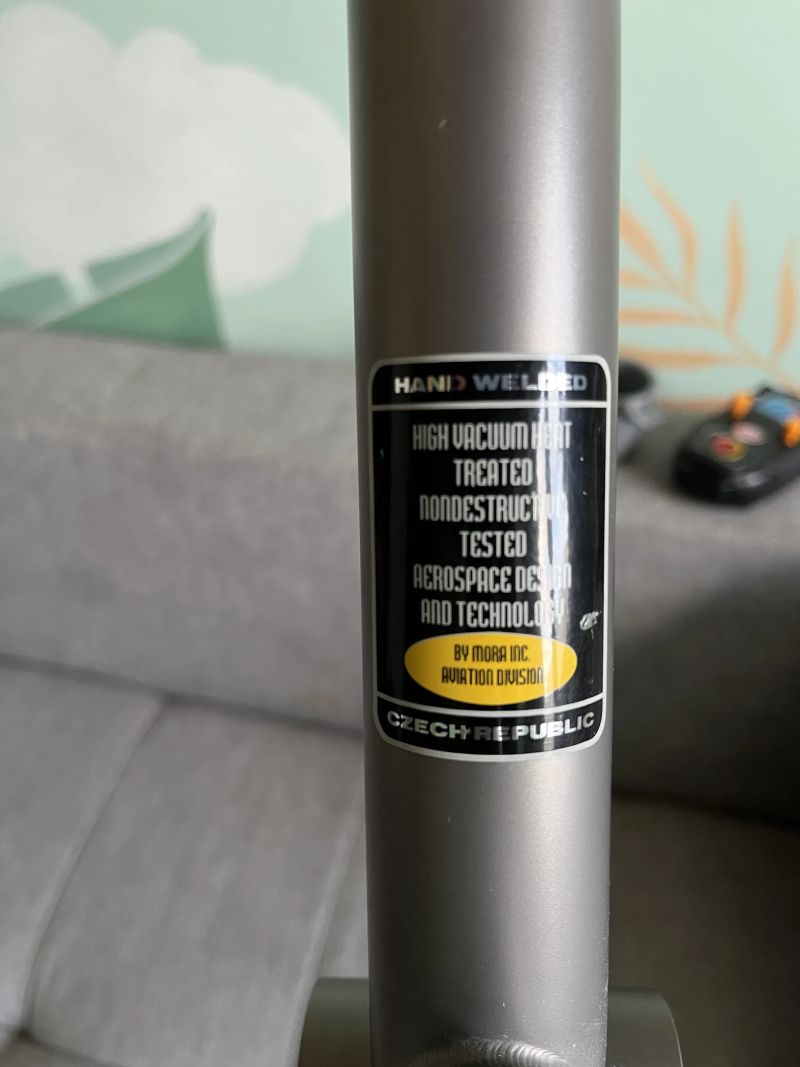 HAND WELDED
HIGH VACUUM HEAT
TREATED
NONDESTRUCTIVE
TESTED
AEROSPACE DESIGN
AND TECHNOLOGY
BY MORA INC.
AVIATION DIVISION
CZECH REPUBLIC